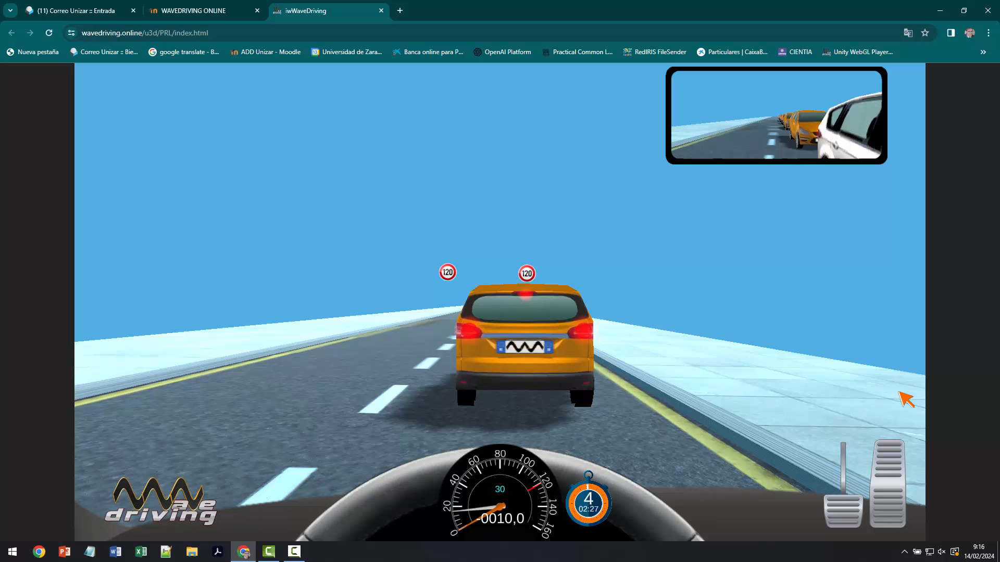 (11) Correo Unizar :: Entrada
WAVEDRIVING ONLINE
iwWaveDriving
wavedriving.online/u3d/PRL/index.html
Nueva pestaña
Correo Unizar :: Bie...
google translate - B...
ADD Unizar - Moodle
Universidad de Zara...
Banca online para P...
OpenAI Platform
Practical Common L...
RedIRIS FileSender
Particulares | CaixaB...
CIENTIA
Unity WebGL Player...
120
120
0
20
40
60
80
100
120
140
160
30
-0010,0
4
02:27
Wave
driving
9:16
14/02/2024